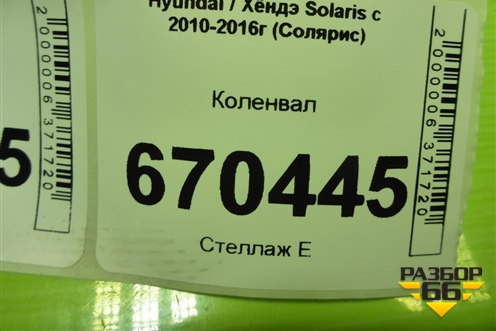 Hyundai / Хёндэ Solaris с
2010-2016г (Солярис)
Коленвал
670445
Стеллаж Е
2000006371720
5
2000006371720
РАЗБОР
66